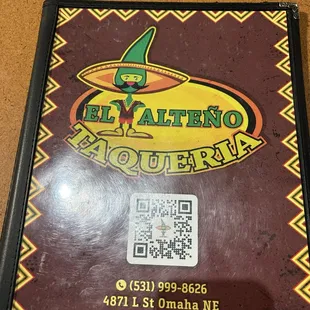 EL ALTEÑO
TAQUERIA
(531) 999-8626
4871 L St Omaha NE